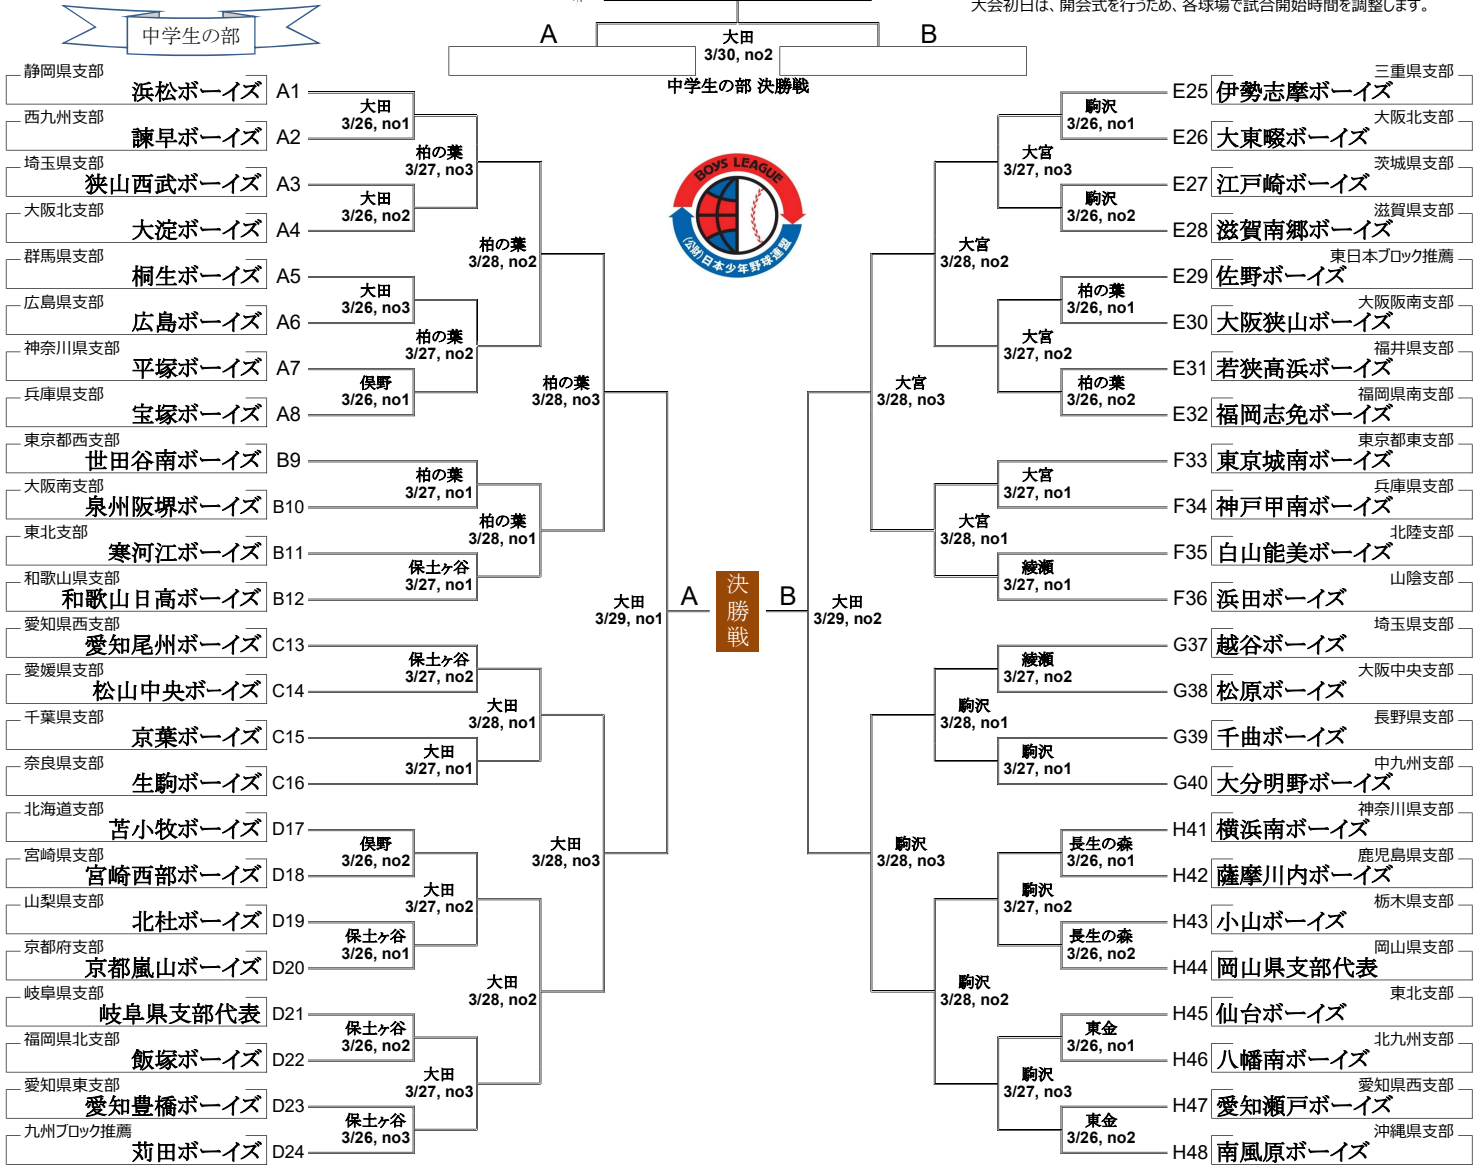 大会初日は、開会式を行うため、各球場で試合開始時間を調整します。
中学生の部
A
大田
3/30, no2
B
中学生の部 決勝戦
BOYS LEAGUE
(公財)日本少年野球連盟
静岡県支部
浜松ボーイズ A1
西九州支部
諫早ボーイズ A2
埼玉県支部
狭山西武ボーイズ A3
大阪北支部
大淀ボーイズ A4
群馬県支部
桐生ボーイズ A5
広島県支部
広島ボーイズ A6
神奈川県支部
平塚ボーイズ A7
兵庫県支部
宝塚ボーイズ A8
東京都西支部
世田谷南ボーイズ B9
大阪南支部
泉州阪堺ボーイズ B10
東北支部
寒河江ボーイズ B11
和歌山県支部
和歌山日高ボーイズ B12
愛知県西支部
愛知尾州ボーイズ C13
愛媛県支部
松山中央ボーイズ C14
千葉県支部
京葉ボーイズ C15
奈良県支部
生駒ボーイズ C16
北海道支部
苫小牧ボーイズ D17
宮崎県支部
宮崎西部ボーイズ D18
山梨県支部
北杜ボーイズ D19
京都府支部
京都嵐山ボーイズ D20
岐阜県支部
岐阜県支部代表 D21
福岡県北支部
飯塚ボーイズ D22
愛知県東支部
愛知豊橋ボーイズ D23
九州ブロック推薦
苅田ボーイズ D24
大田
3/26, no1
大田
3/26, no2
大田
3/26, no3
俣野
3/26, no1
俣野
3/26, no2
保土ヶ谷
3/26, no1
保土ヶ谷
3/26, no2
保土ヶ谷
3/26, no3
柏の葉
3/27, no3
柏の葉
3/27, no2
柏の葉
3/27, no1
保土ヶ谷
3/27, no1
保土ヶ谷
3/27, no2
大田
3/27, no1
大田
3/27, no2
大田
3/27, no3
柏の葉
3/28, no2
柏の葉
3/28, no1
大田
3/28, no1
大田
3/28, no2
柏の葉
3/28, no3
大田
3/28, no3
大田
3/29, no1
A
決勝戦
B
大田
3/29, no2
大宮
3/28, no3
駒沢
3/28, no3
大宮
3/28, no2
大宮
3/28, no1
駒沢
3/28, no1
駒沢
3/28, no2
大宮
3/27, no3
大宮
3/27, no2
大宮
3/27, no1
綾瀬
3/27, no1
綾瀬
3/27, no2
駒沢
3/27, no1
駒沢
3/27, no2
駒沢
3/27, no3
駒沢
3/26, no1
駒沢
3/26, no2
柏の葉
3/26, no1
柏の葉
3/26, no2
長生の森
3/26, no1
長生の森
3/26, no2
東金
3/26, no1
東金
3/26, no2
三重県支部
E25 伊勢志摩ボーイズ
大阪北支部
E26 大東畷ボーイズ
茨城県支部
E27 江戸崎ボーイズ
滋賀県支部
E28 滋賀南郷ボーイズ
東日本ブロック推薦
E29 佐野ボーイズ
大阪阪南支部
E30 大阪狭山ボーイズ
福井県支部
E31 若狭高浜ボーイズ
福岡県南支部
E32 福岡志免ボーイズ
東京都東支部
F33 東京城南ボーイズ
兵庫県支部
F34 神戸甲南ボーイズ
北陸支部
F35 白山能美ボーイズ
山陰支部
F36 浜田ボーイズ
埼玉県支部
G37 越谷ボーイズ
大阪中央支部
G38 松原ボーイズ
長野県支部
G39 千曲ボーイズ
中九州支部
G40 大分明野ボーイズ
神奈川県支部
H41 横浜南ボーイズ
鹿児島県支部
H42 薩摩川内ボーイズ
栃木県支部
H43 小山ボーイズ
岡山県支部
H44 岡山県支部代表
東北支部
H45 仙台ボーイズ
北九州支部
H46 八幡南ボーイズ
愛知県西支部
H47 愛知瀬戸ボーイズ
沖縄県支部
H48 南風原ボーイズ